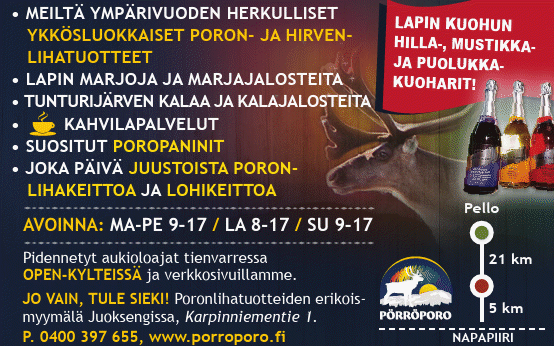 • MEILTÄ YMPÄRIVUODEN HERKULLISET
YKKÖSLUOKKAISET PORON- JA HIRVEN-
LIHATUOTTEET
• LAPIN MARJOJA JA MARJAJALOSTEITA
• TUNTURIJÄRVEN KALAA JA KALAJALOSTEITA
• KAHVILAPALVELUT
• SUOSITUT POROPANINIT
• JOKA PÄIVÄ JUUSTOISTA PORON-
LIHAKEITTOA JA LOHIKEITTOA
AVOINNA: MA-PE 9-17 / LA 8-17 / SU 9-17
Pidennetyt aukioloajat tienvarressa
OPEN-KYLTEISSÄ ja verkkosivuillamme.
JO VAIN, TULE SIEKI! Poronlihatuotteiden erikois-
myymälä Juoksengissa, Karpinniementie 1.
P. 0400 397 655, www.porroporo.fi
LAPIN KUOHUN
HILLA-, MUSTIKKA-
JA PUOLUKKA-
KUOHARIT!
PÖRRÖPORO
Pello
21 km
5 km
NAPAPIIRI